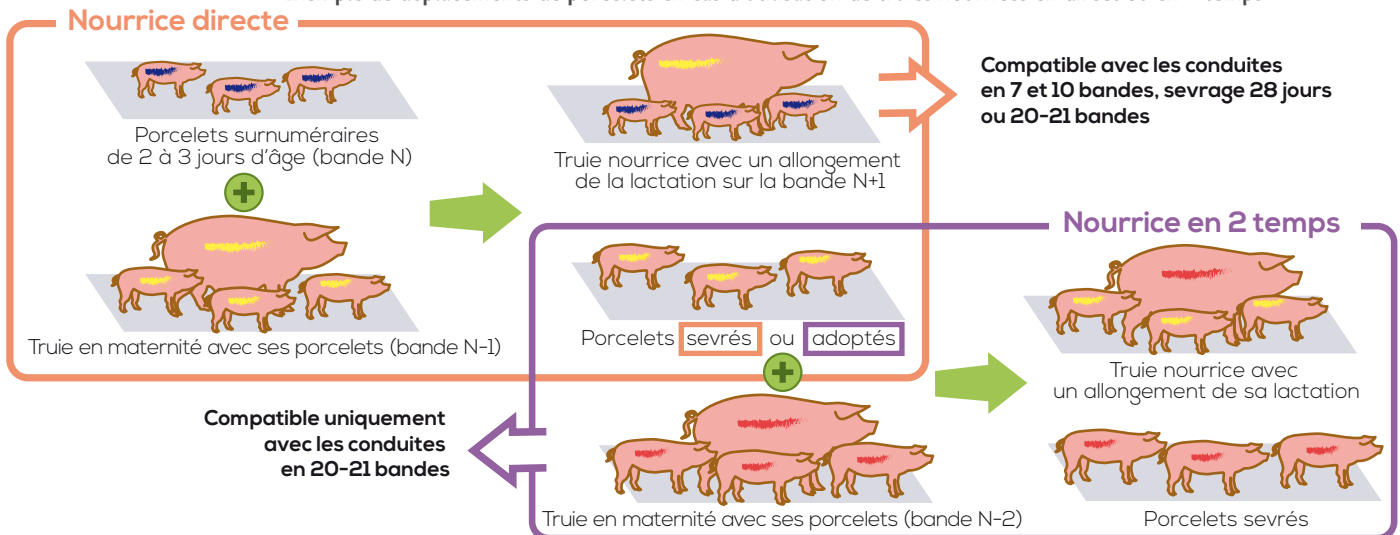 Nourrice directe
Porcelets surnuméraires
de 2 à 3 jours d'âge (bande N)
Truie en maternité avec ses porcelets (bande N-1)
Truie nourrice avec un allongement
de la lactation sur la bande N+1
Compatible avec les conduites
en 7 et 10 bandes, sevrage 28 jours
ou 20-21 bandes
Nourrice en 2 temps
Porcelets sevrés ou adoptés
Compatible uniquement
avec les conduites
en 20-21 bandes
Truie en maternité avec ses porcelets (bande N-2)
Truie nourrice avec
un allongement de sa lactation
Porcelets sevrés